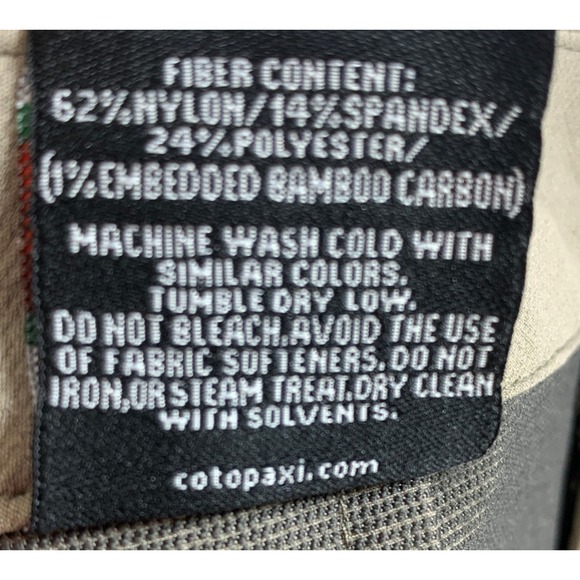 FIBER CONTENT:
62%NYLON/14%SPANDEX/
24%POLYESTER/
(1%EMBEDDED BAMBOO CARBON)
MACHINE WASH COLD WITH
SIMILAR COLORS.
TUMBLE DRY LOW.
DO NOT BLEACH.AVOID THE USE
OF FABRIC SOFTENERS. DO NOT
IRON,OR STEAM TREAT.DRY CLEAN
WITH SOLVENTS.
cotopaxi.com